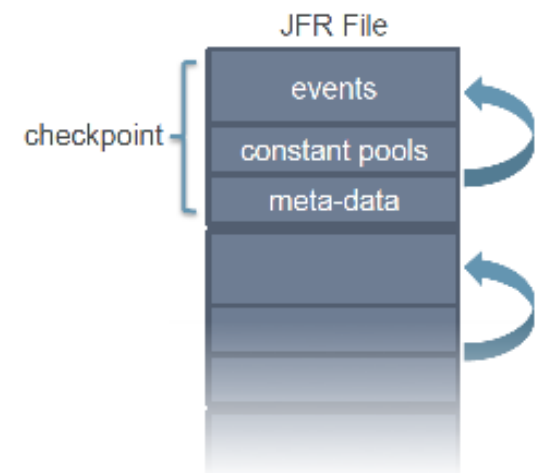 JFR File
events
checkpoint
constant pools
meta-data